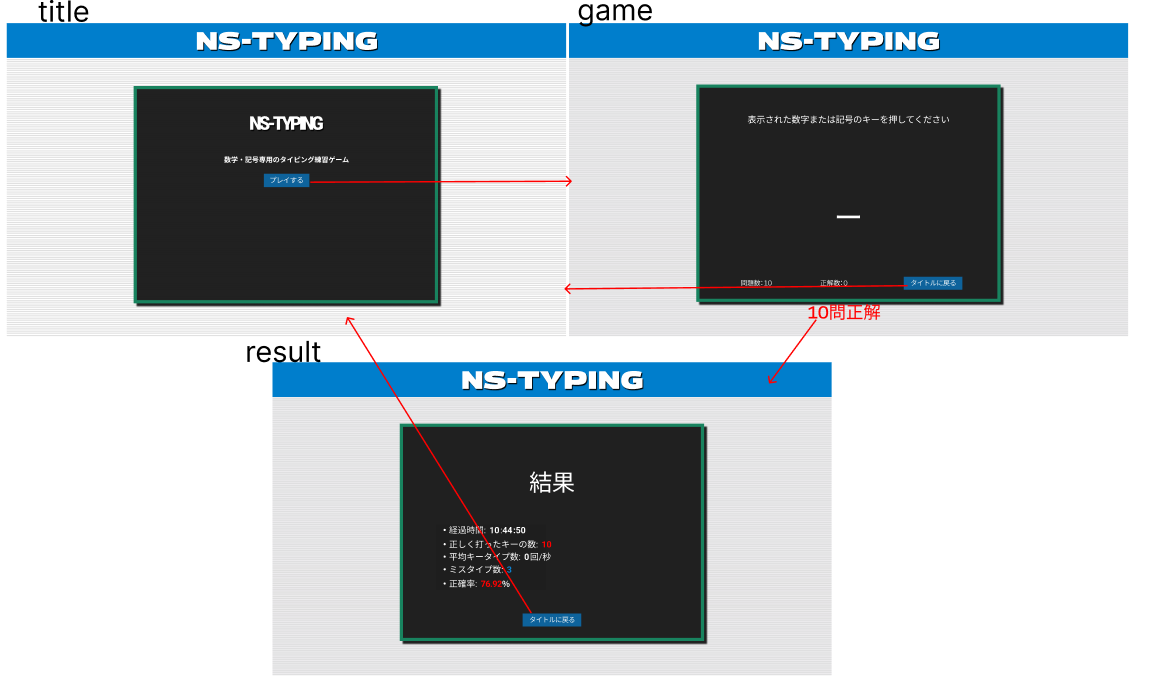 title
NS-TYPING
NS-TYPING
数字・記号専用のタイピング練習ゲーム
プレイする
game
NS-TYPING
表示された数字または記号のキーを押してください
_
問題数:10
正解数:0
タイトルに戻る
10問正解
result
NS-TYPING
結果
• 経過時間: 10:44:50
• 正しく打ったキーの数: 10
• 平均キータイプ数: 0回/秒
• ミスタイプ数: 3
• 正確率: 76.92%
タイトルに戻る